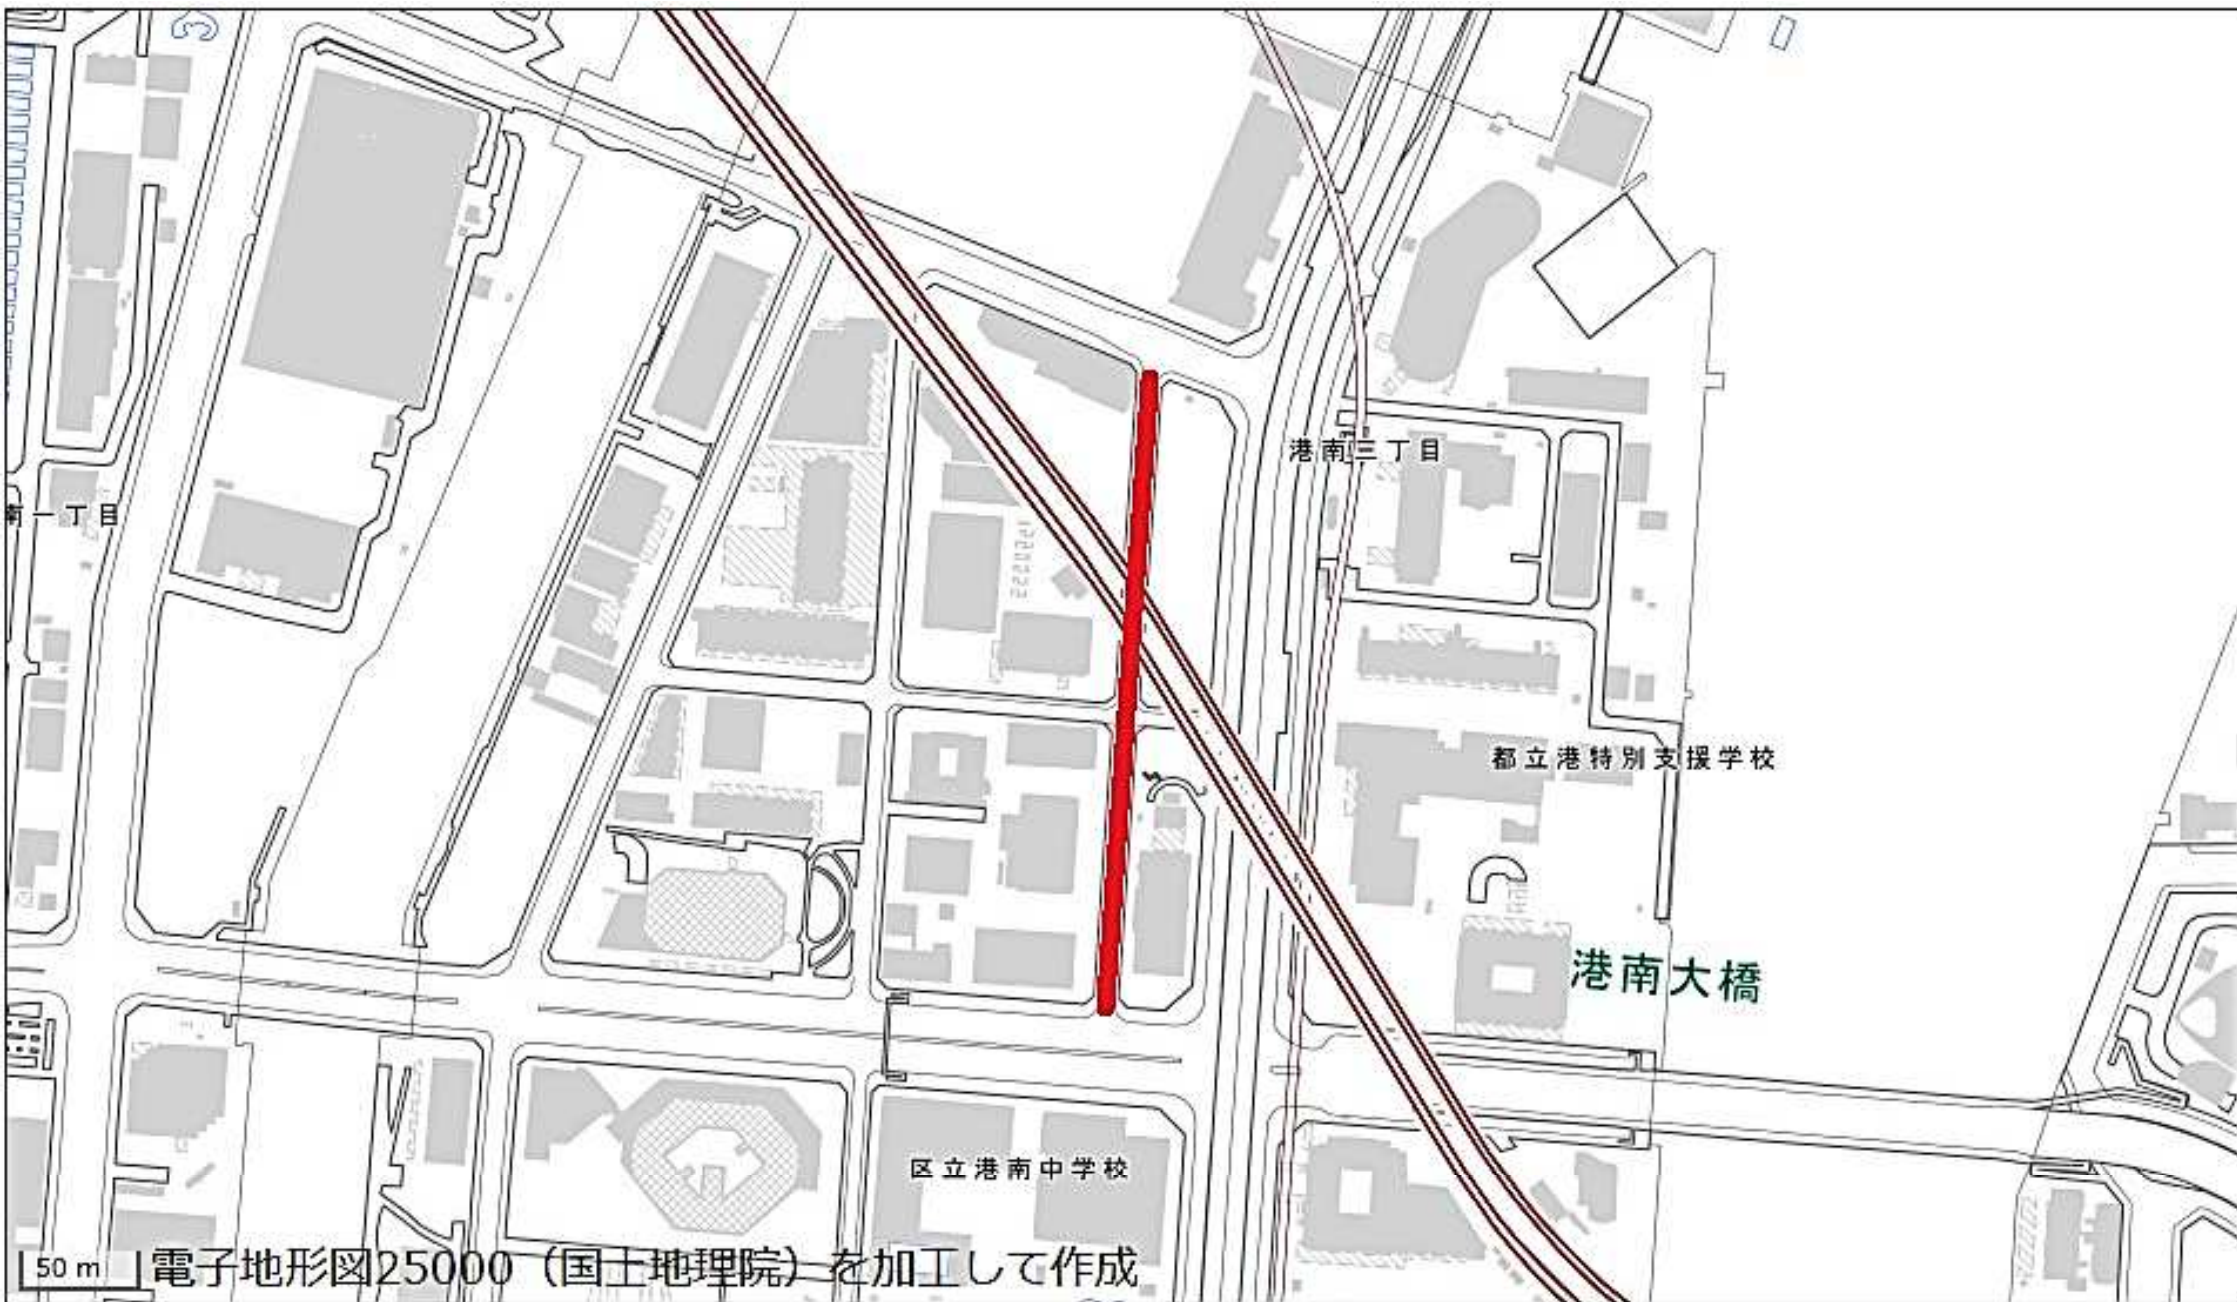 港南三丁目
南一丁目
都立港特別支援学校
港南大橋
区立港南中学校
50 m
電子地形図25000(国土地理院)を加工して作成